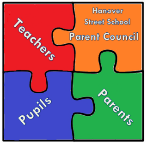 Hanover
Street School
Parent Council
Teachers
Pupils
Parents